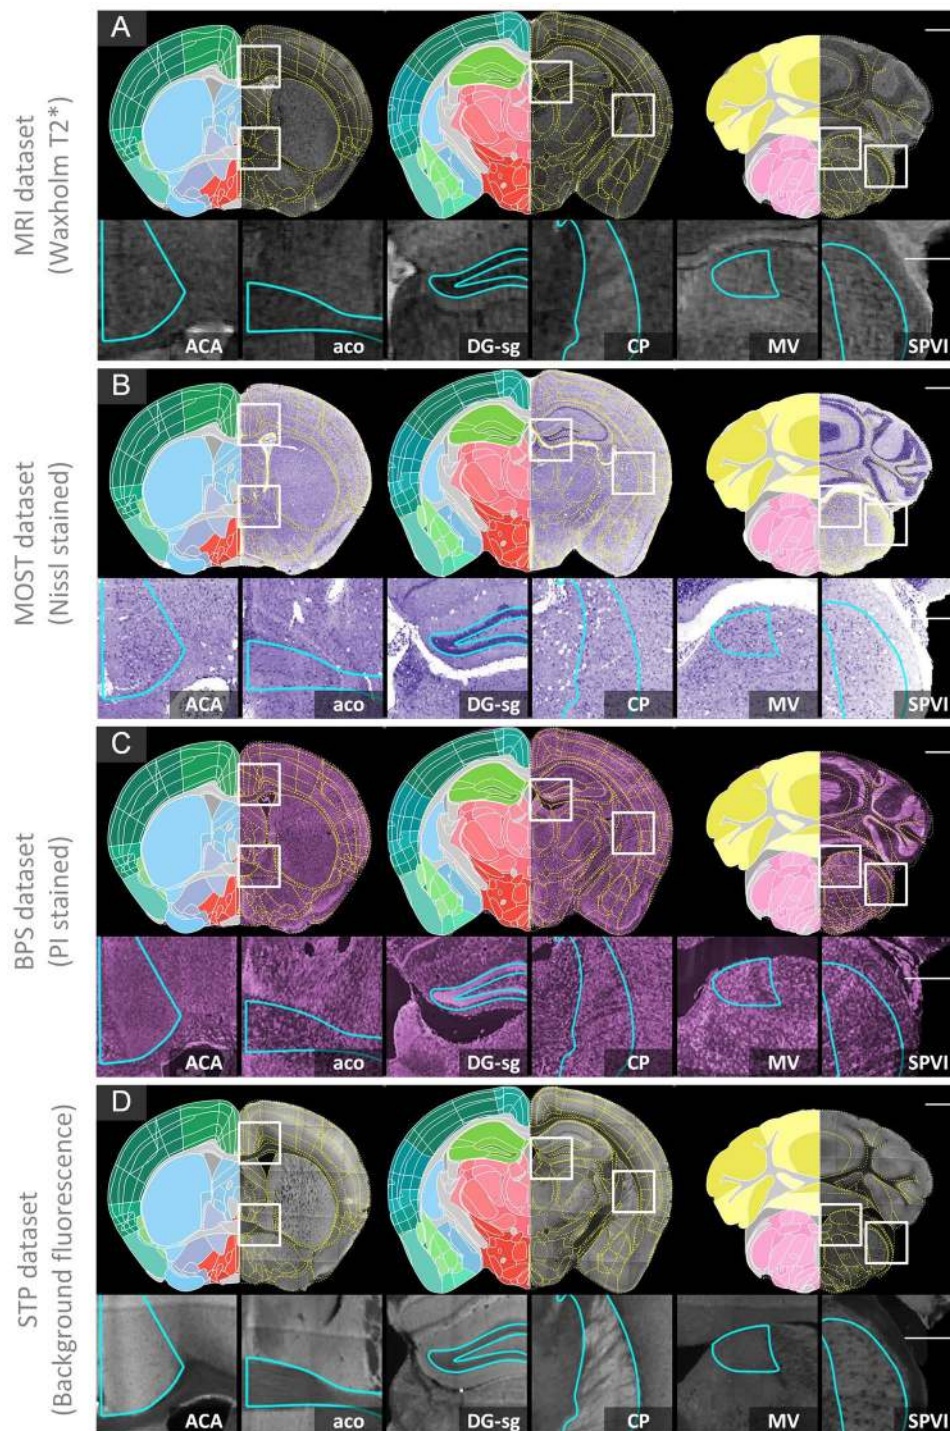 A
MRI dataset
(Waxholm T2*)
ACA
aco
DG-sg
CP
MV
SPVI
B
MOST dataset
(Nissl stained)
ACA
aco
DG-sg
CP
MV
SPVI
C
BPS dataset
(PI stained)
ACA
aco
DG-sg
CP
MV
SPVI
D
STP dataset
(Background fluorescence)
ACA
aco
DG-sg
CP
MV
SPVI